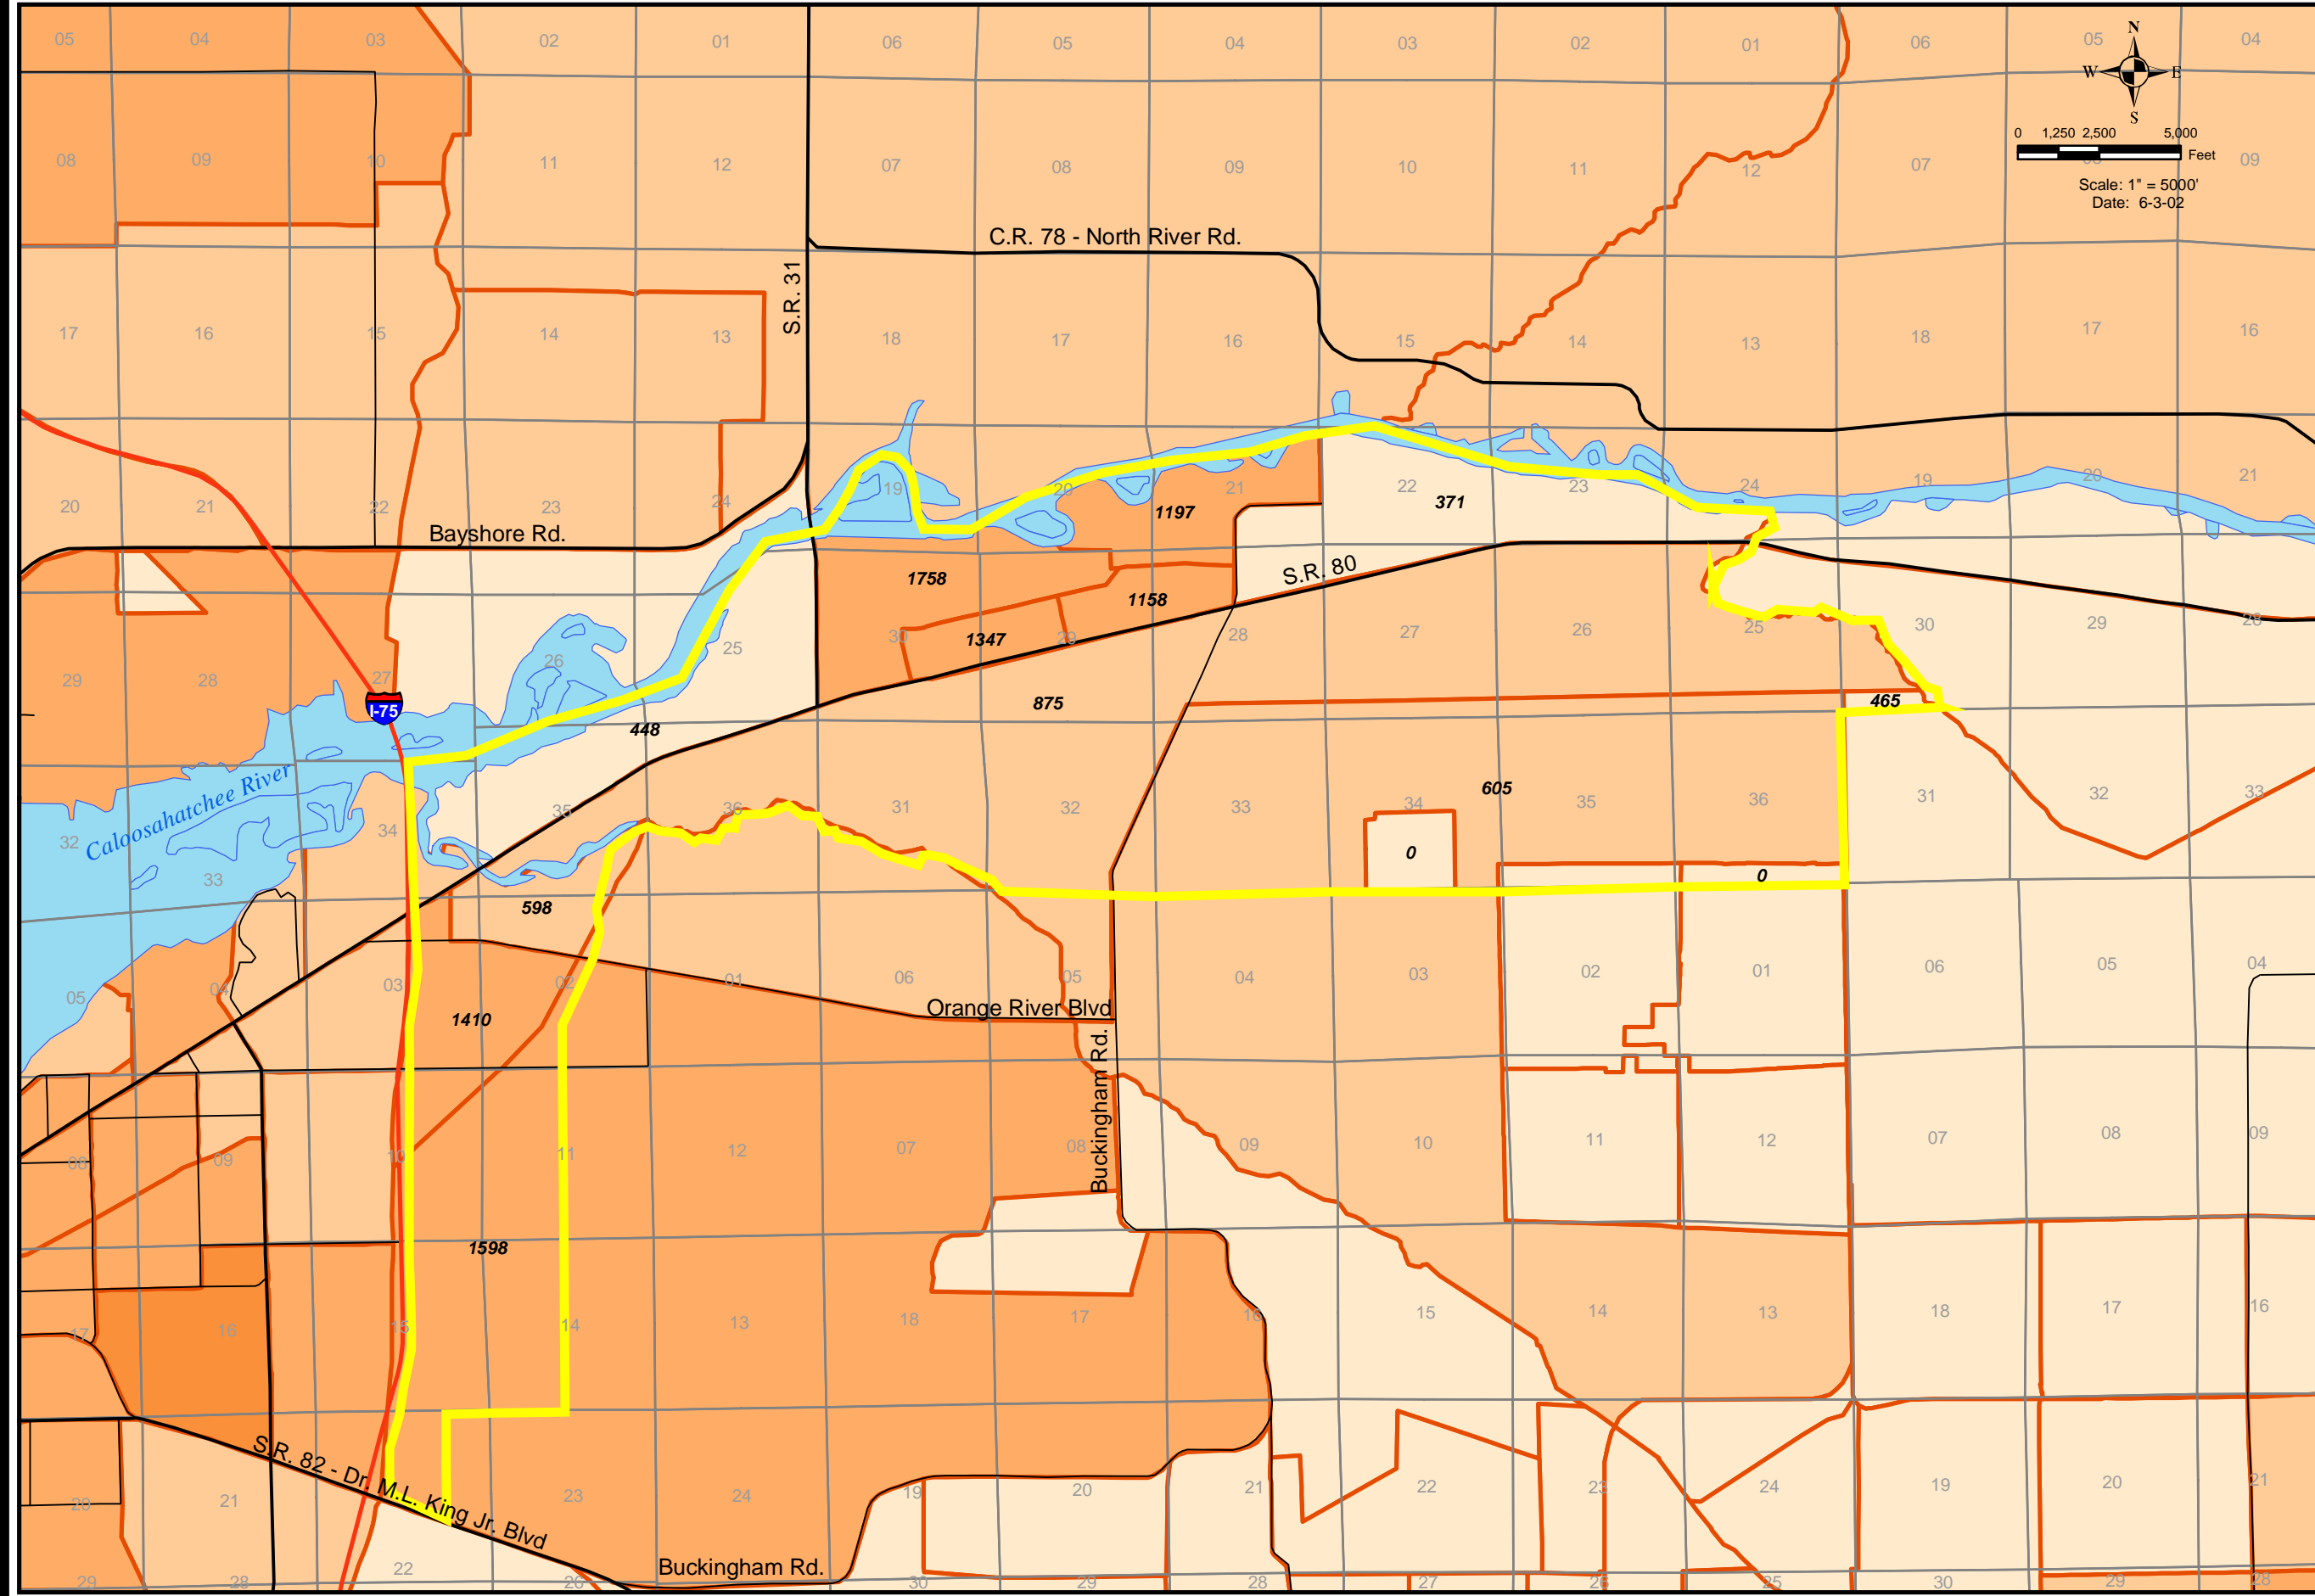 05 04 03 02 01 06 05 04 03 02 01 06 05 04
N
W E
S
0 1,250 2,500 5,000
Feet
08 09 10 11 12 07 08 09 10 11 12 07 09
Scale: 1" = 5000'
Date: 6-3-02
C.R. 78 - North River Rd.
S.R. 31
17 16 15 14 13 18 17 16 15 14 13 18 17 16
20 21 22 23 24 19 20 21 22 23 24 19 20 21
1197
371
Bayshore Rd.
S.R. 80
1758
1158
1347
29 28 27 26 25 30 29 28 27 26 25 30 29 28
I-75
448
875
465
605
Caloosahatchee River
32 33 34 35 36 31 32 33 34 35 36 31 32 33
0
0
598
05 04 03 02 01 06 05 04 03 02 01 06 05 04
1410
Orange River Blvd
Buckingham Rd.
08 09 10 11 12 07 08 09 10 11 12 07 08 09
1598
17 16 15 14 13 18 17 16 15 14 13 18 17 16
S.R. 82 - Dr. M.L. King Jr. Blvd
20 21 22 23 24 19 20 21 22 23 24 19 20 21
Buckingham Rd.
29 28 26 30 29 28 27 26 25 30 29 28